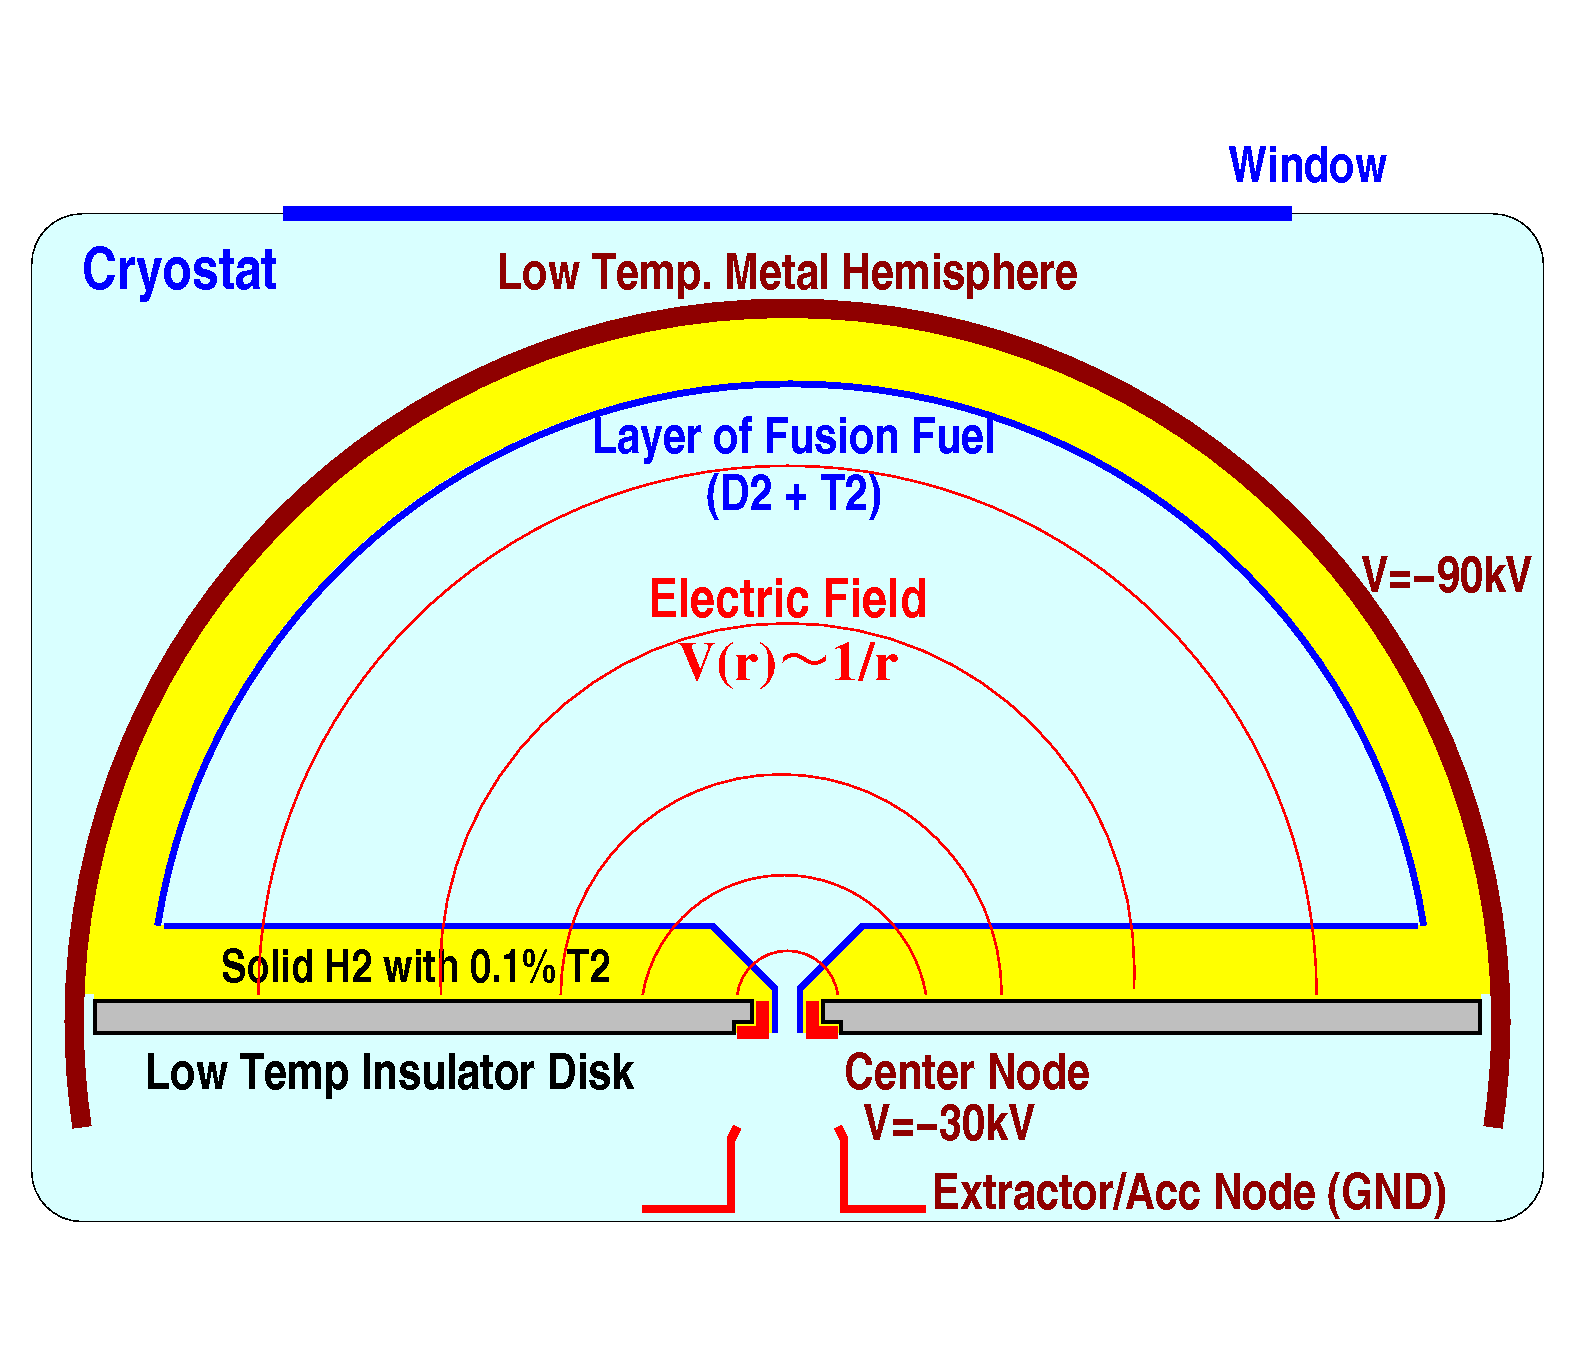 Window
Cryostat
Low Temp. Metal Hemisphere
Layer of Fusion Fuel
(D2 + T2)
V=−90kV
Electric Field
V(r)～1/r
Solid H2 with 0.1% T2
Low Temp Insulator Disk
Center Node
V=−30kV
Extractor/Acc Node (GND)